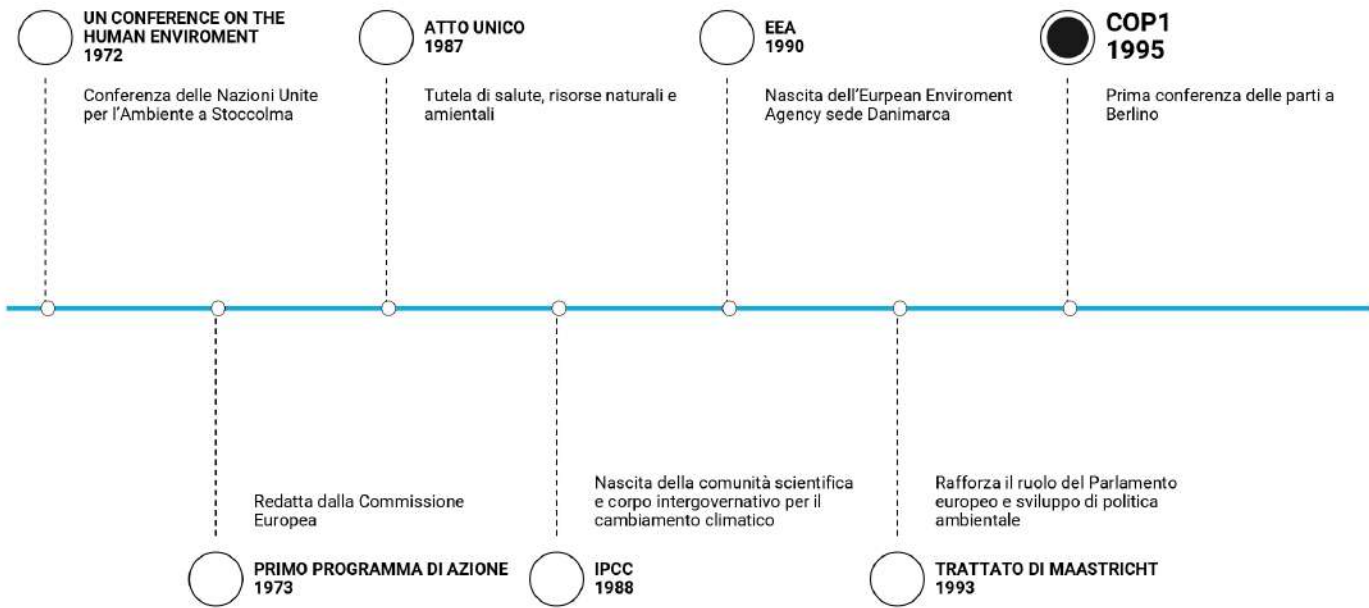 UN CONFERENCE ON THE
HUMAN ENVIROMENT
1972
Conferenza delle Nazioni Unite
per l'Ambiente a Stoccolma
ATTO UNICO
1987
Tutela di salute, risorse naturali e
amientali
EEA
1990
Nascita dell'Eurpean Enviroment
Agency sede Danimarca
COP1
1995
Prima conferenza delle parti a
Berlino
Redatta dalla Commissione
Europea
PRIMO PROGRAMMA DI AZIONE
1973
Nascita della comunità scientifica
e corpo intergovernativo per il
cambiamento climatico
IPCC
1988
Rafforza il ruolo del Parlamento
europeo e sviluppo di politica
ambientale
TRATTATO DI MAASTRICHT
1993